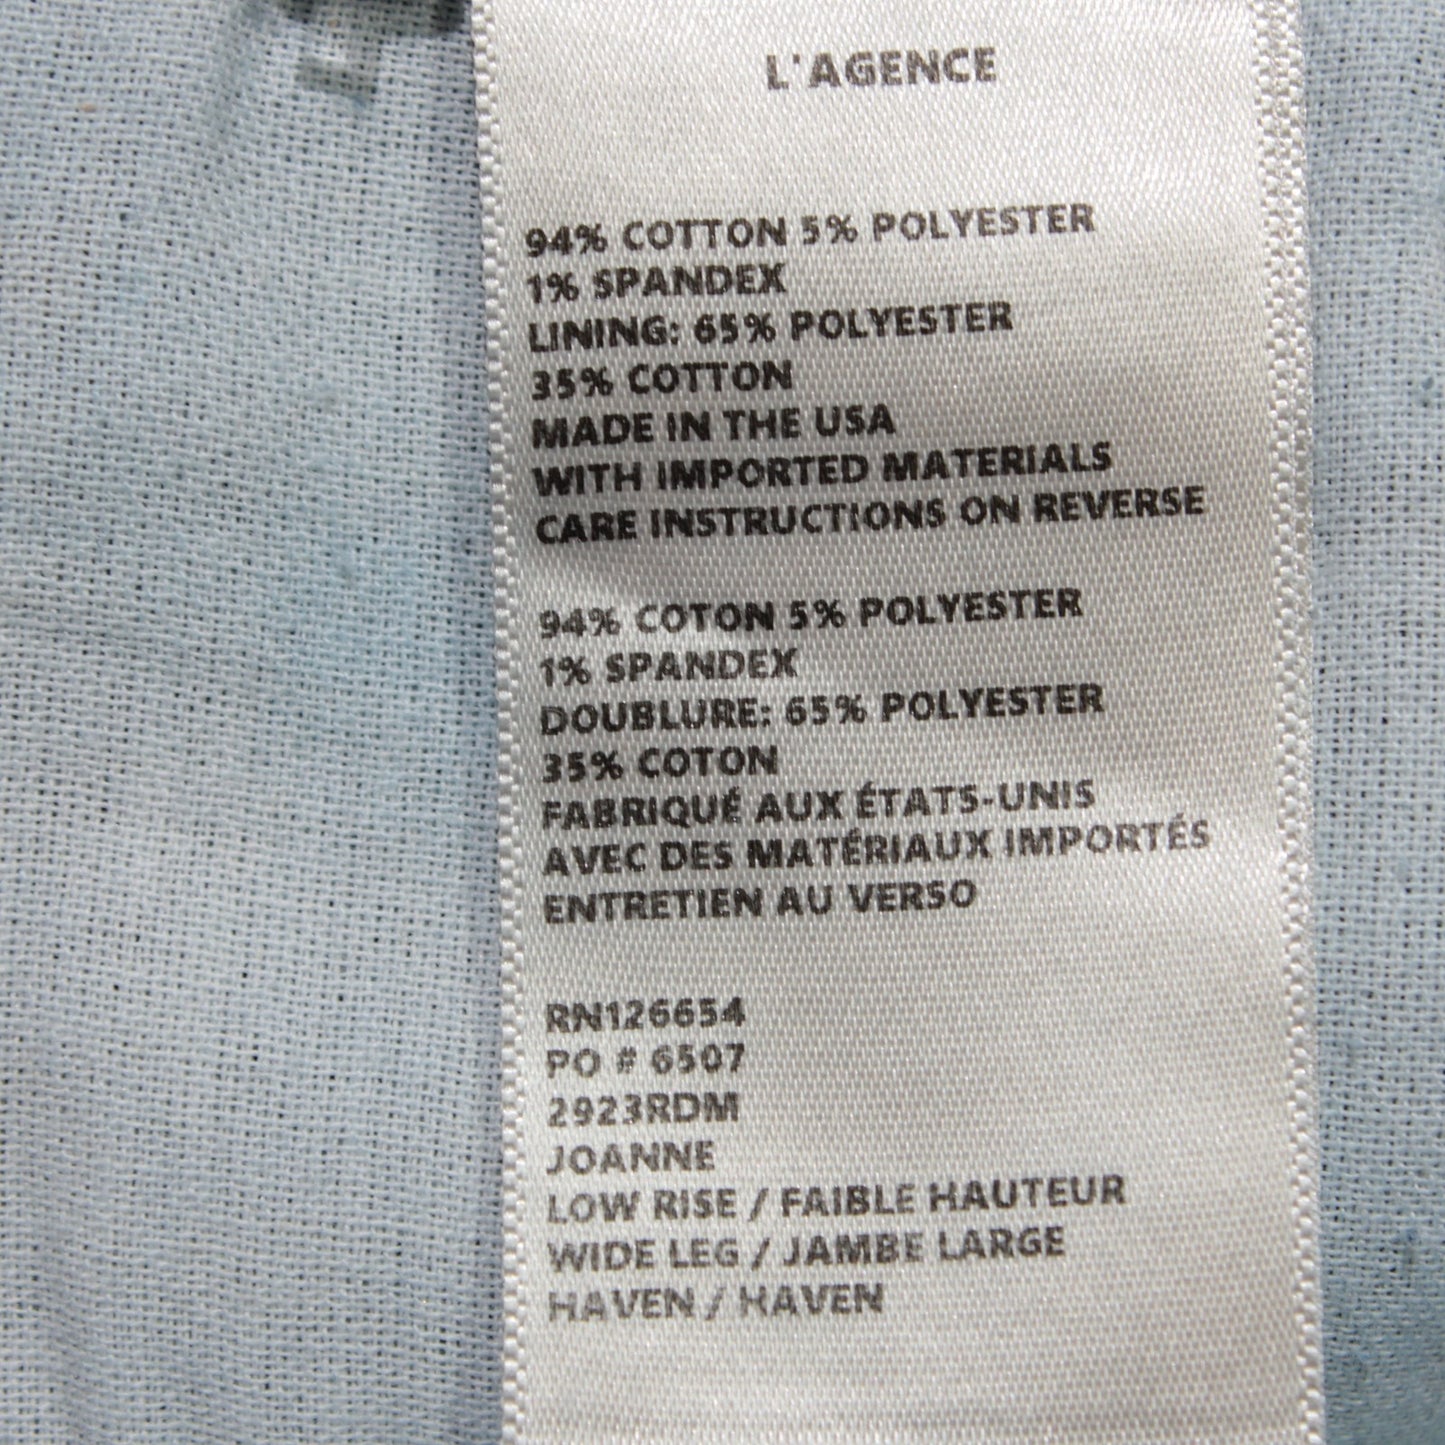 L'AGENCE
94% COTTON 5% POLYESTER
1% SPANDEX
LINING: 65% POLYESTER
35% COTTON
MADE IN THE USA
WITH IMPORTED MATERIALS
CARE INSTRUCTIONS ON REVERSE
94% COTON 5% POLYESTER
1% SPANDEX
DOUBLURE: 65% POLYESTER
35% COTON
FABRIQUÉ AUX ÉTATS-UNIS
AVEC DES MATÉRIAUX IMPORTÉS
ENTRETIEN AU VERSO
RN126654
PO # 6507
2923RDM
JOANNE
LOW RISE / FAIBLE HAUTEUR
WIDE LEG / JAMBE LARGE
HAVEN / HAVEN